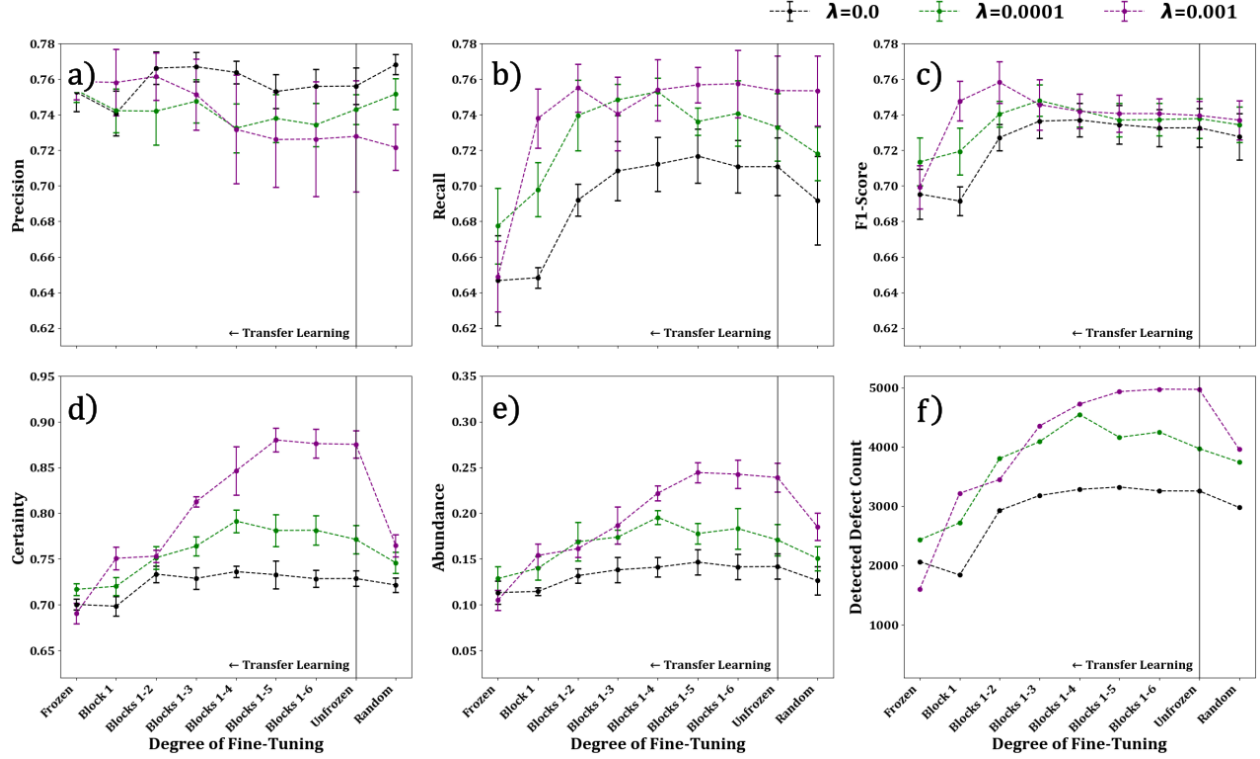 λ=0.0 λ=0.0001 λ=0.001
a)
Precision
0.78
0.76
0.74
0.72
0.70
0.68
0.66
0.64
0.62
← Transfer Learning
b)
Recall
0.78
0.76
0.74
0.72
0.70
0.68
0.66
0.64
0.62
← Transfer Learning
c)
F1-Score
0.78
0.76
0.74
0.72
0.70
0.68
0.66
0.64
0.62
← Transfer Learning
d)
Certainty
0.95
0.90
0.85
0.80
0.75
0.70
0.65
← Transfer Learning
Frozen
Block 1
Blocks 1-2
Blocks 1-3
Blocks 1-4
Blocks 1-5
Blocks 1-6
Unfrozen
Random
Degree of Fine-Tuning
e)
Abundance
0.35
0.30
0.25
0.20
0.15
0.10
0.05
← Transfer Learning
Frozen
Block 1
Blocks 1-2
Blocks 1-3
Blocks 1-4
Blocks 1-5
Blocks 1-6
Unfrozen
Random
Degree of Fine-Tuning
f)
Detected Defect Count
5000
4000
3000
2000
1000
← Transfer Learning
Frozen
Block 1
Blocks 1-2
Blocks 1-3
Blocks 1-4
Blocks 1-5
Blocks 1-6
Unfrozen
Random
Degree of Fine-Tuning